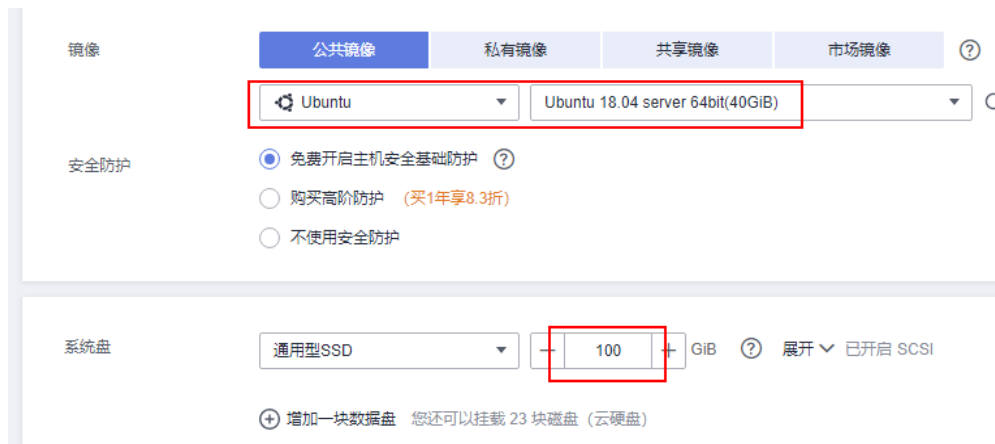 镜像 公共镜像 私有镜像 共享镜像 市场镜像 ?
Ubuntu Ubuntu 18.04 server 64bit(40GiB)
安全防护 免费开启主机安全基础防护 ?
购买高阶防护 (买1年享8.3折)
不使用安全防护
系统盘 通用型SSD − 100 + GiB ? 展开 已开启 SCSI
增加一块数据盘 您还可以挂载 23 块磁盘（云硬盘）